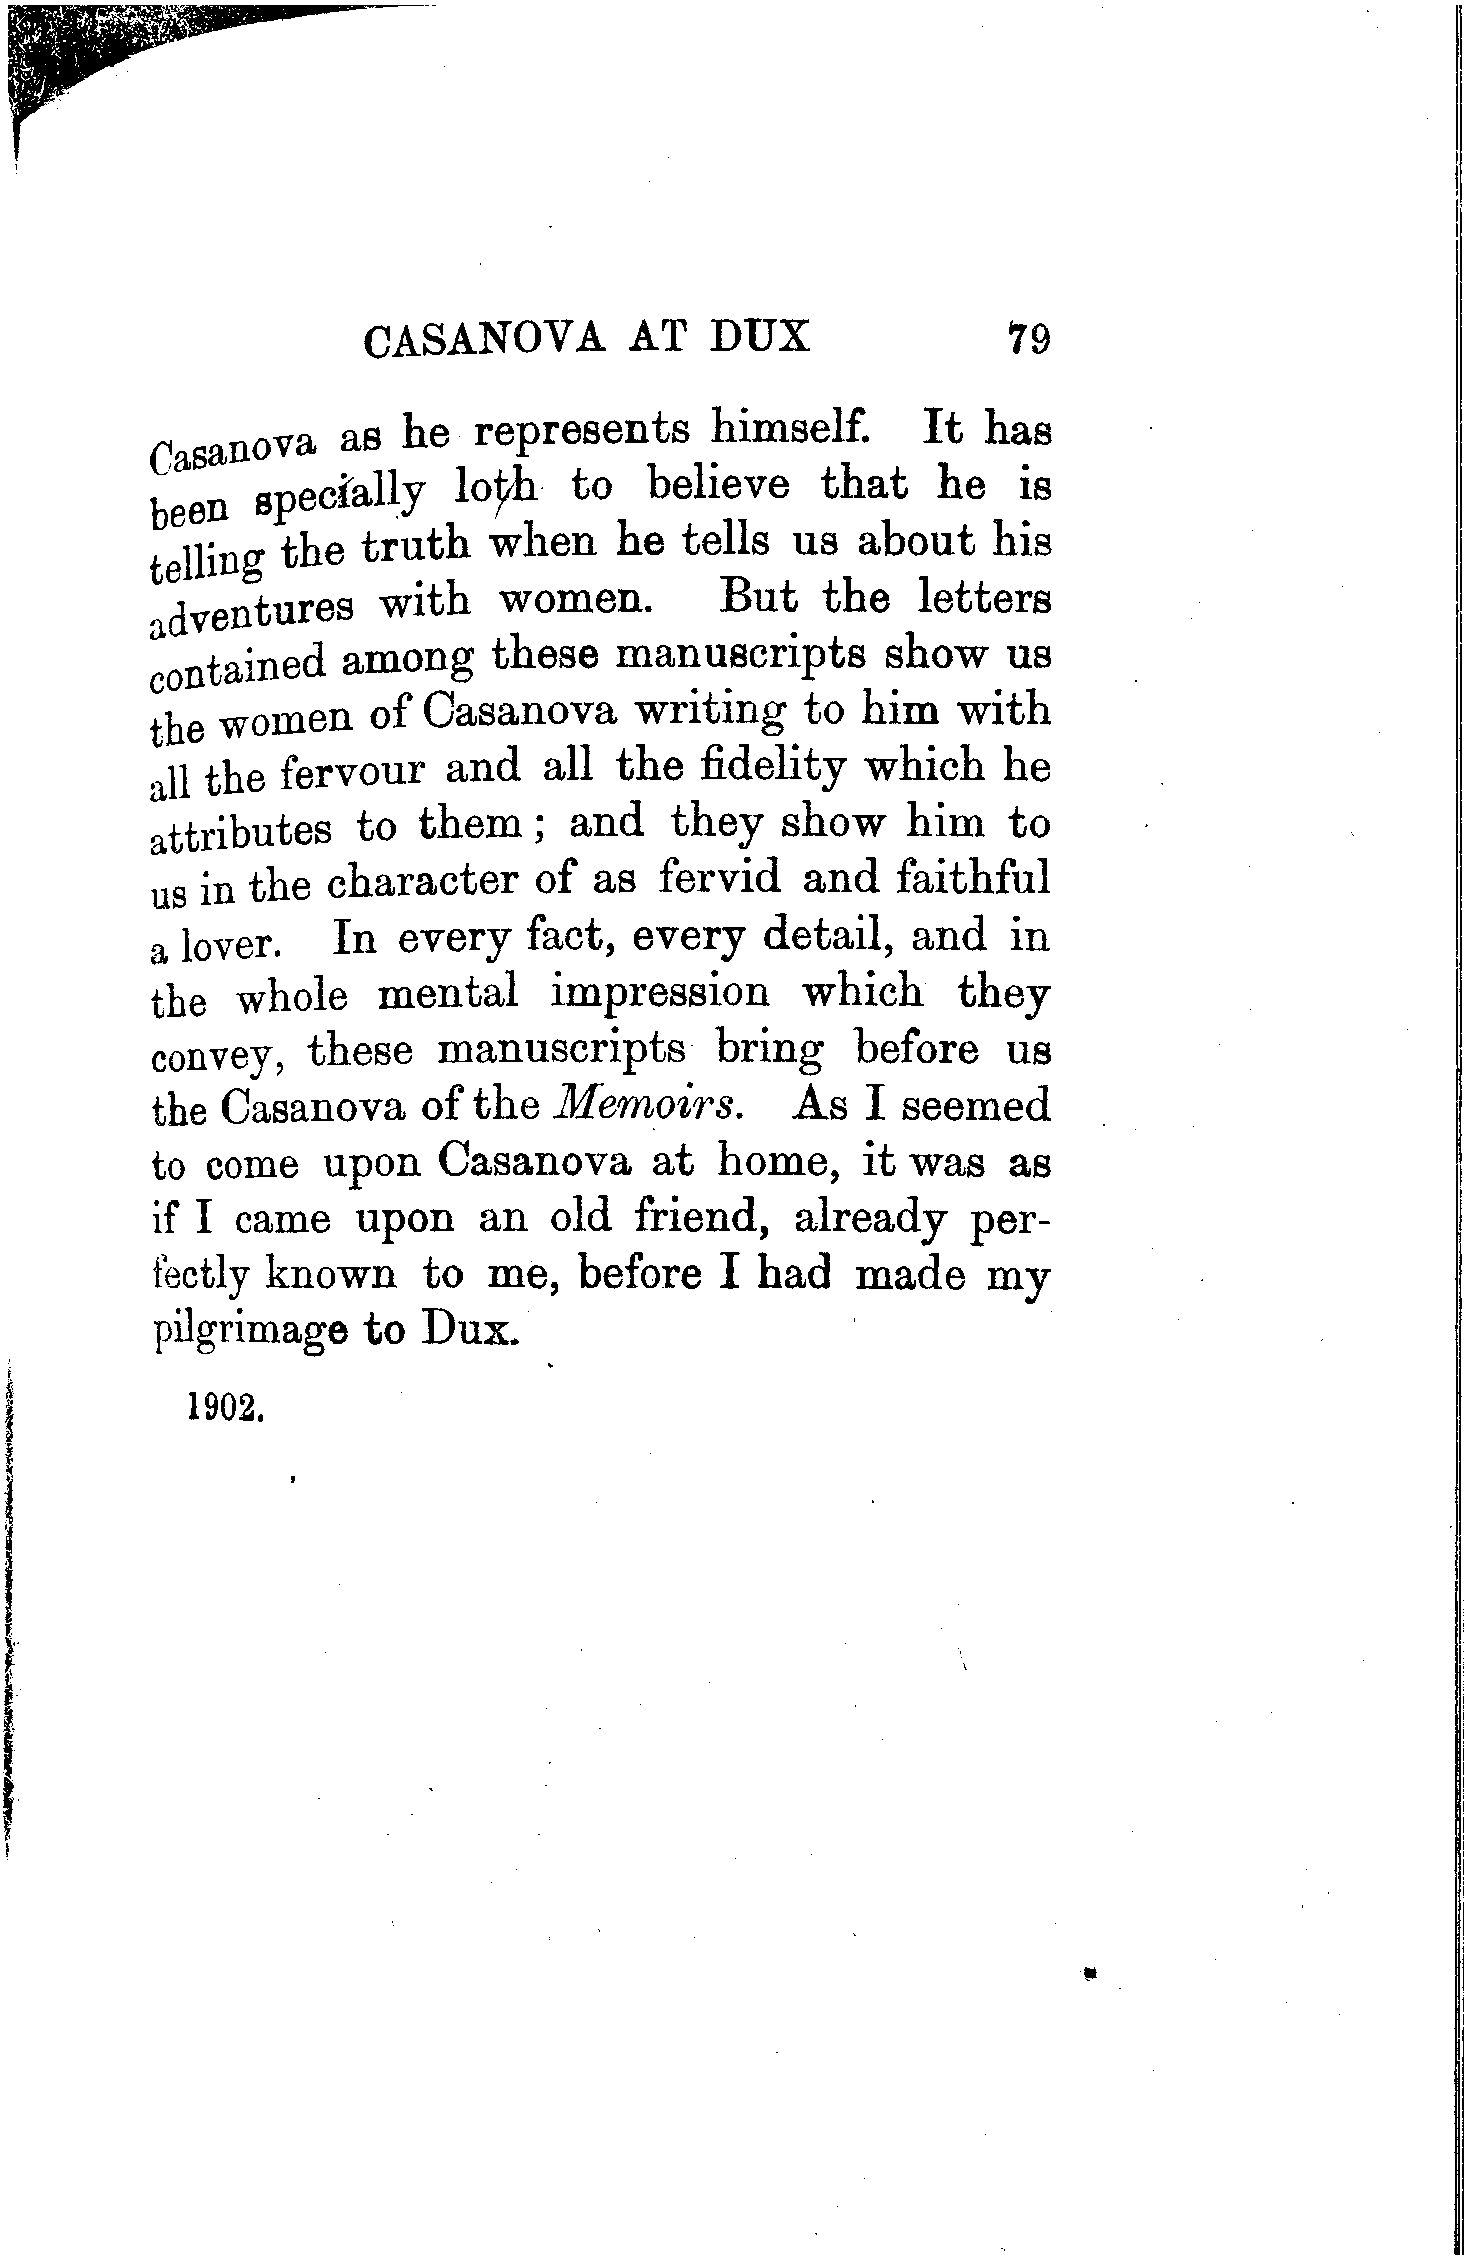 CASANOVA AT DUX 79
Casanova as he represents himself. It has
been specially loth to believe that he is
telling the truth when he tells us about his
adventures with women. But the letters
contained among these manuscripts show us
the women of Casanova writing to him with
all the fervour and all the fidelity which he
attributes to them; and they show him to
us in the character of as fervid and faithful
a lover. In every fact, every detail, and in
the whole mental impression which they
convey, these manuscripts bring before us
the Casanova of the Memoirs. As I seemed
to come upon Casanova at home, it was as
if I came upon an old friend, already per-
fectly known to me, before I had made my
pilgrimage to Dux.
1902.